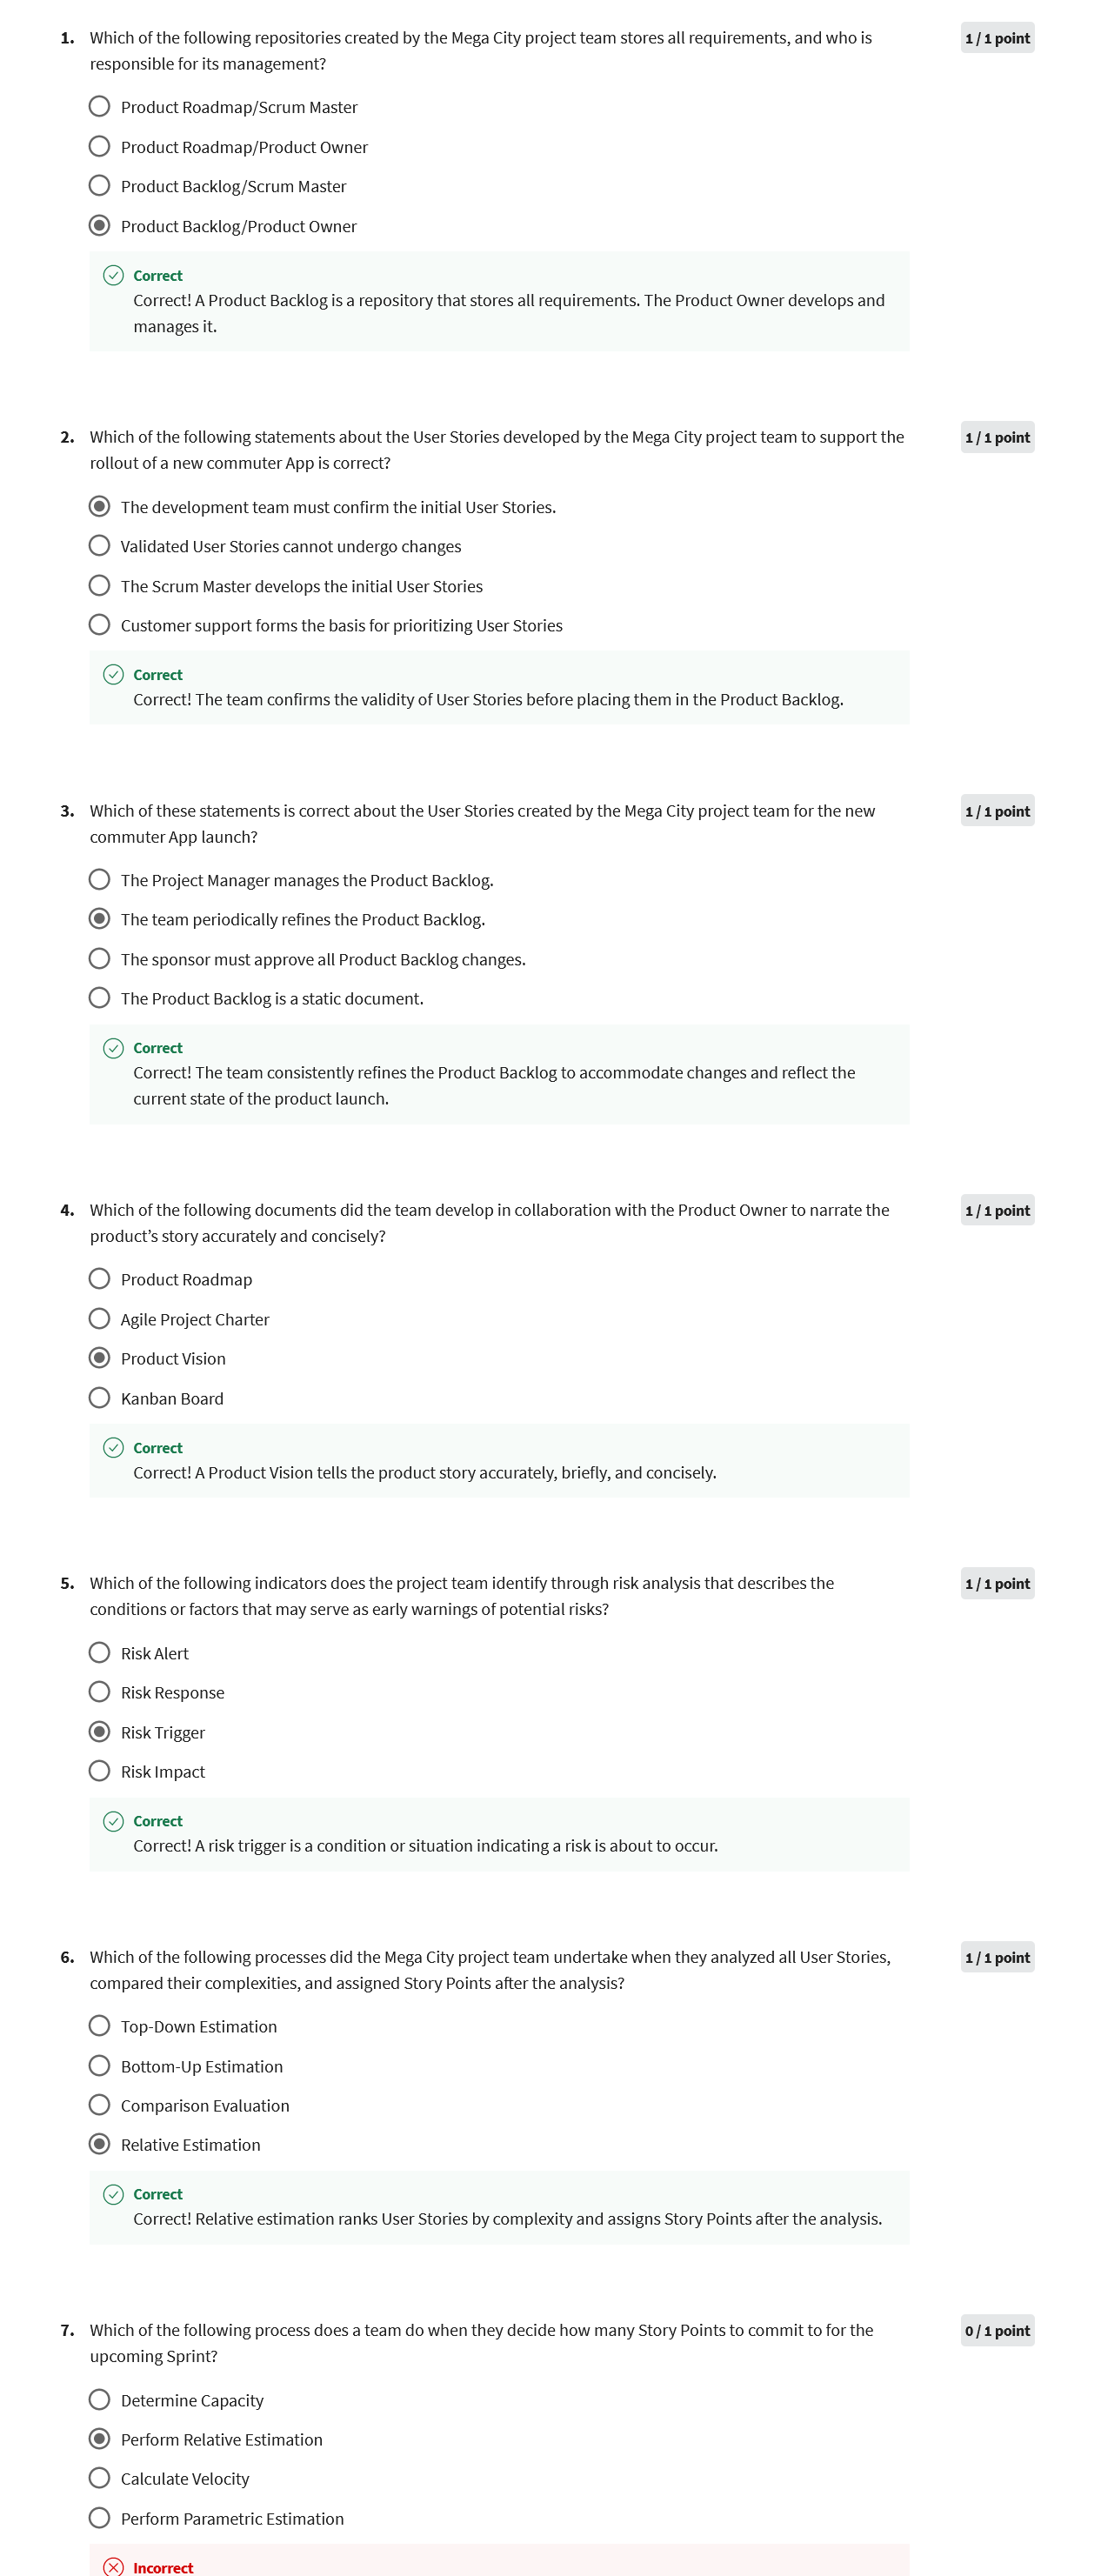 1. Which of the following repositories created by the Mega City project team stores all requirements, and who is
responsible for its management?
1 / 1 point
Product Roadmap/Scrum Master
Product Roadmap/Product Owner
Product Backlog/Scrum Master
Product Backlog/Product Owner
Correct
Correct! A Product Backlog is a repository that stores all requirements. The Product Owner develops and
manages it.
2. Which of the following statements about the User Stories developed by the Mega City project team to support the
rollout of a new commuter App is correct?
1 / 1 point
The development team must confirm the initial User Stories.
Validated User Stories cannot undergo changes
The Scrum Master develops the initial User Stories
Customer support forms the basis for prioritizing User Stories
Correct
Correct! The team confirms the validity of User Stories before placing them in the Product Backlog.
3. Which of these statements is correct about the User Stories created by the Mega City project team for the new
commuter App launch?
1 / 1 point
The Project Manager manages the Product Backlog.
The team periodically refines the Product Backlog.
The sponsor must approve all Product Backlog changes.
The Product Backlog is a static document.
Correct
Correct! The team consistently refines the Product Backlog to accommodate changes and reflect the
current state of the product launch.
4. Which of the following documents did the team develop in collaboration with the Product Owner to narrate the
product’s story accurately and concisely?
1 / 1 point
Product Roadmap
Agile Project Charter
Product Vision
Kanban Board
Correct
Correct! A Product Vision tells the product story accurately, briefly, and concisely.
5. Which of the following indicators does the project team identify through risk analysis that describes the
conditions or factors that may serve as early warnings of potential risks?
1 / 1 point
Risk Alert
Risk Response
Risk Trigger
Risk Impact
Correct
Correct! A risk trigger is a condition or situation indicating a risk is about to occur.
6. Which of the following processes did the Mega City project team undertake when they analyzed all User Stories,
compared their complexities, and assigned Story Points after the analysis?
1 / 1 point
Top-Down Estimation
Bottom-Up Estimation
Comparison Evaluation
Relative Estimation
Correct
Correct! Relative estimation ranks User Stories by complexity and assigns Story Points after the analysis.
7. Which of the following process does a team do when they decide how many Story Points to commit to for the
upcoming Sprint?
0 / 1 point
Determine Capacity
Perform Relative Estimation
Calculate Velocity
Perform Parametric Estimation
Incorrect